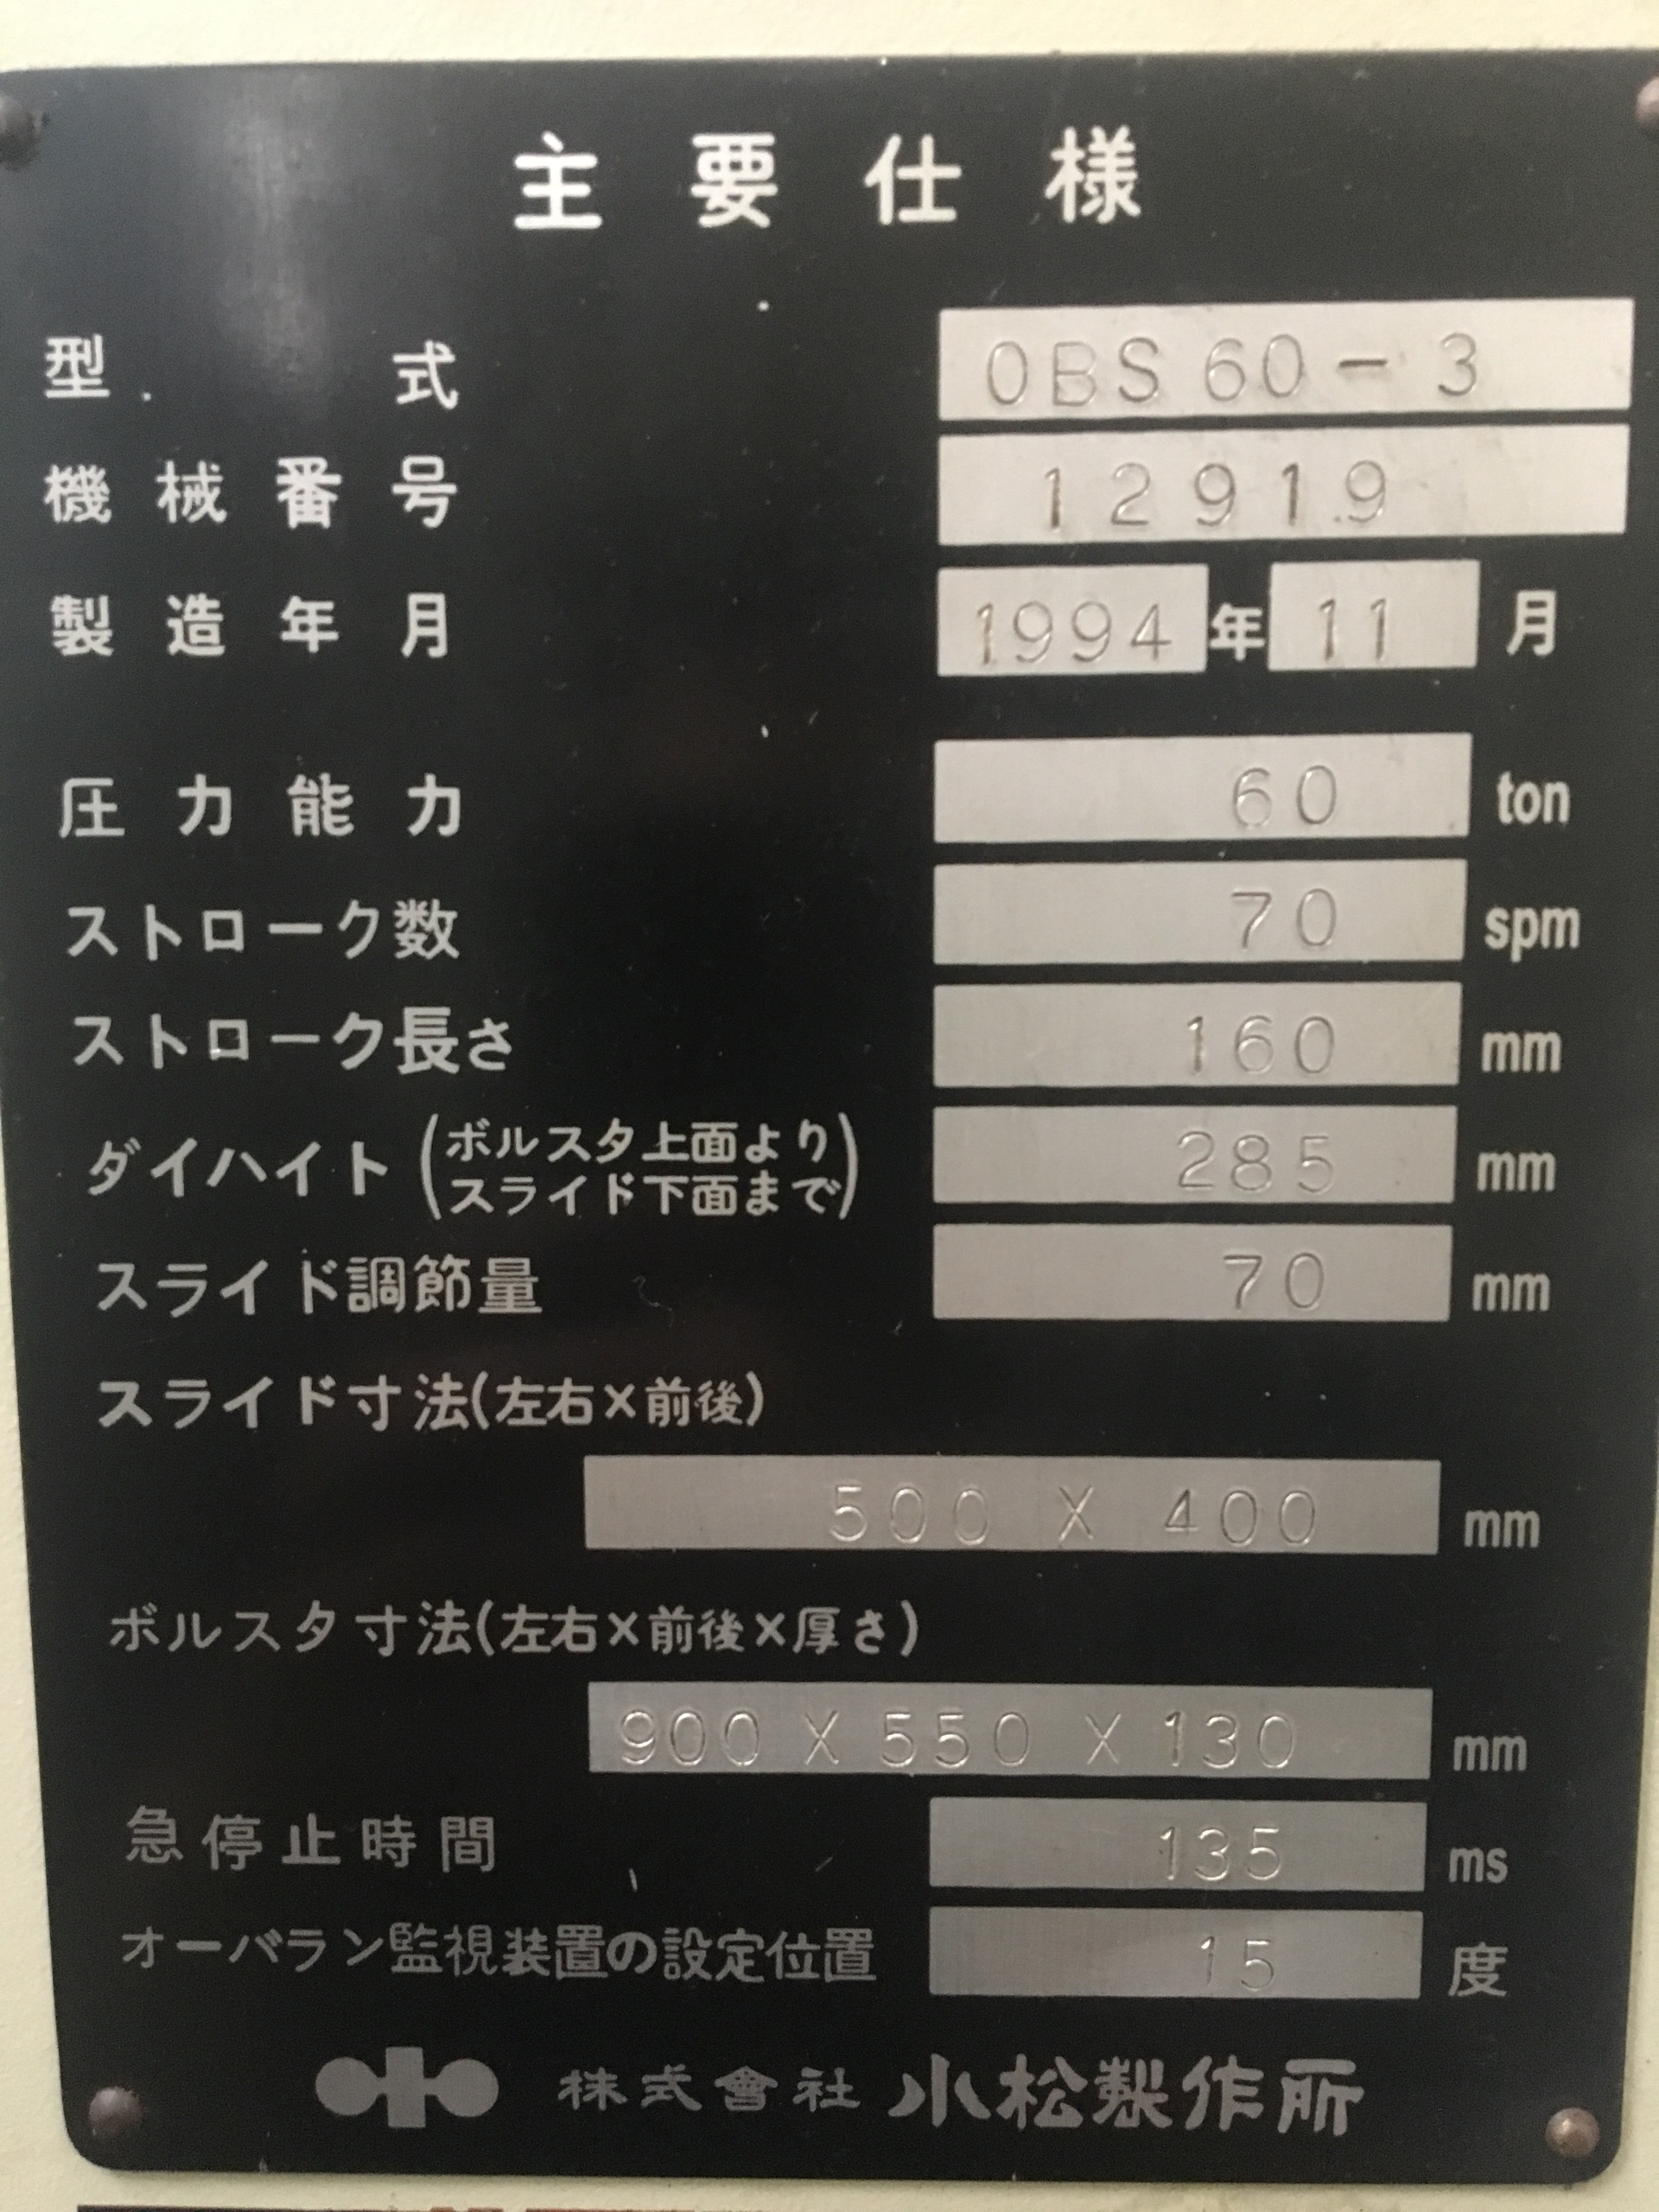 主要仕様
型式 OBS60-3
機械番号 12919
製造年月 1994年11月
圧力能力 60 ton
ストローク数 70 spm
ストローク長さ 160 mm
ダイハイト(ボルスタ上面よりスライド下面まで) 285 mm
スライド調節量 70 mm
スライド寸法(左右×前後)
500 X 400 mm
ボルスタ寸法(左右×前後×厚さ)
900 X 550 X 130 mm
急停止時間 135 ms
オーバラン監視装置の設定位置 15 度
株式會社 小松製作所